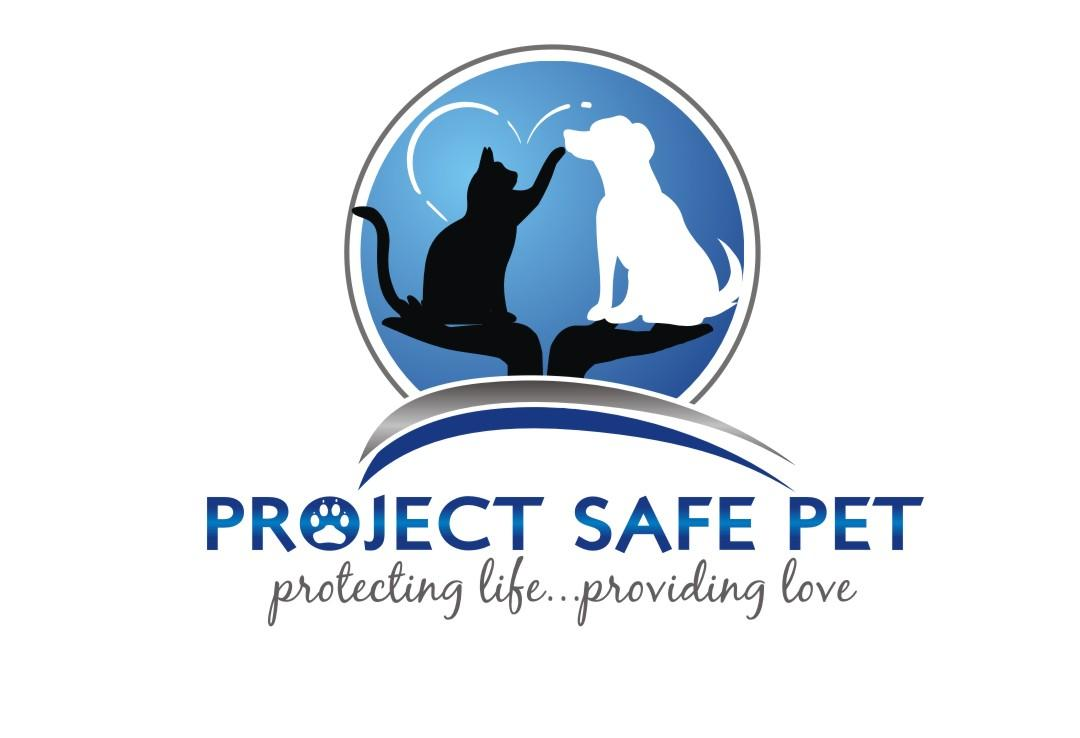 PROJECT SAFE PET
protecting life...providing love